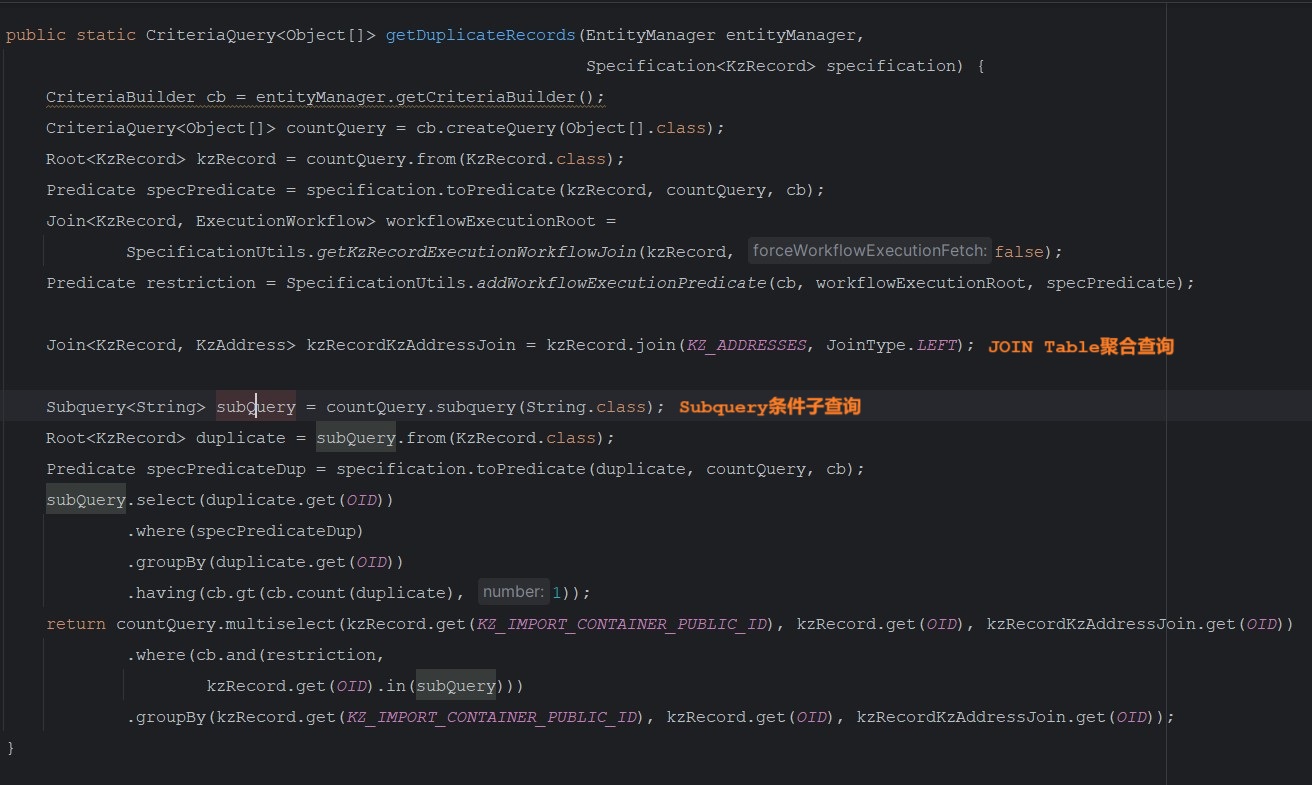 public static CriteriaQuery<Object[]> getDuplicateRecords(EntityManager entityManager,
Specification<KzRecord> specification) {
CriteriaBuilder cb = entityManager.getCriteriaBuilder();
CriteriaQuery<Object[]> countQuery = cb.createQuery(Object[].class);
Root<KzRecord> kzRecord = countQuery.from(KzRecord.class);
Predicate specPredicate = specification.toPredicate(kzRecord, countQuery, cb);
Join<KzRecord, ExecutionWorkflow> workflowExecutionRoot =
SpecificationUtils.getKzRecordExecutionWorkflowJoin(kzRecord, forceWorkflowExecutionFetch: false);
Predicate restriction = SpecificationUtils.addWorkflowExecutionPredicate(cb, workflowExecutionRoot, specPredicate);
Join<KzRecord, KzAddress> kzRecordKzAddressJoin = kzRecord.join(KZ_ADDRESSES, JoinType.LEFT); JOIN Table聚合查询
Subquery<String> subQuery = countQuery.subquery(String.class); Subquery条件子查询
Root<KzRecord> duplicate = subQuery.from(KzRecord.class);
Predicate specPredicateDup = specification.toPredicate(duplicate, countQuery, cb);
subQuery.select(duplicate.get(OID))
.where(specPredicateDup)
.groupBy(duplicate.get(OID))
.having(cb.gt(cb.count(duplicate), number: 1));
return countQuery.multiselect(kzRecord.get(KZ_IMPORT_CONTAINER_PUBLIC_ID), kzRecord.get(OID), kzRecordKzAddressJoin.get(OID))
.where(cb.and(restriction,
kzRecord.get(OID).in(subQuery)))
.groupBy(kzRecord.get(KZ_IMPORT_CONTAINER_PUBLIC_ID), kzRecord.get(OID), kzRecordKzAddressJoin.get(OID));
}